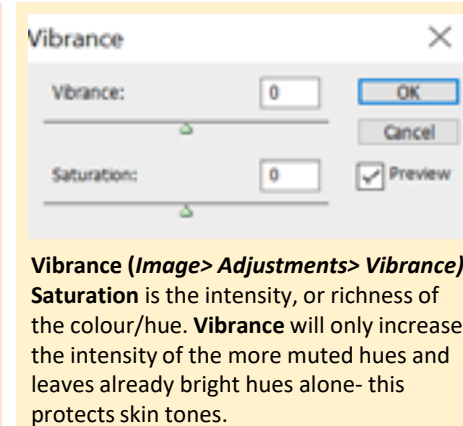 Vibrance
Vibrance: 0 OK
Cancel
Saturation: 0 Preview
Vibrance (Image> Adjustments> Vibrance)
Saturation is the intensity, or richness of
the colour/hue. Vibrance will only increase
the intensity of the more muted hues and
leaves already bright hues alone- this
protects skin tones.